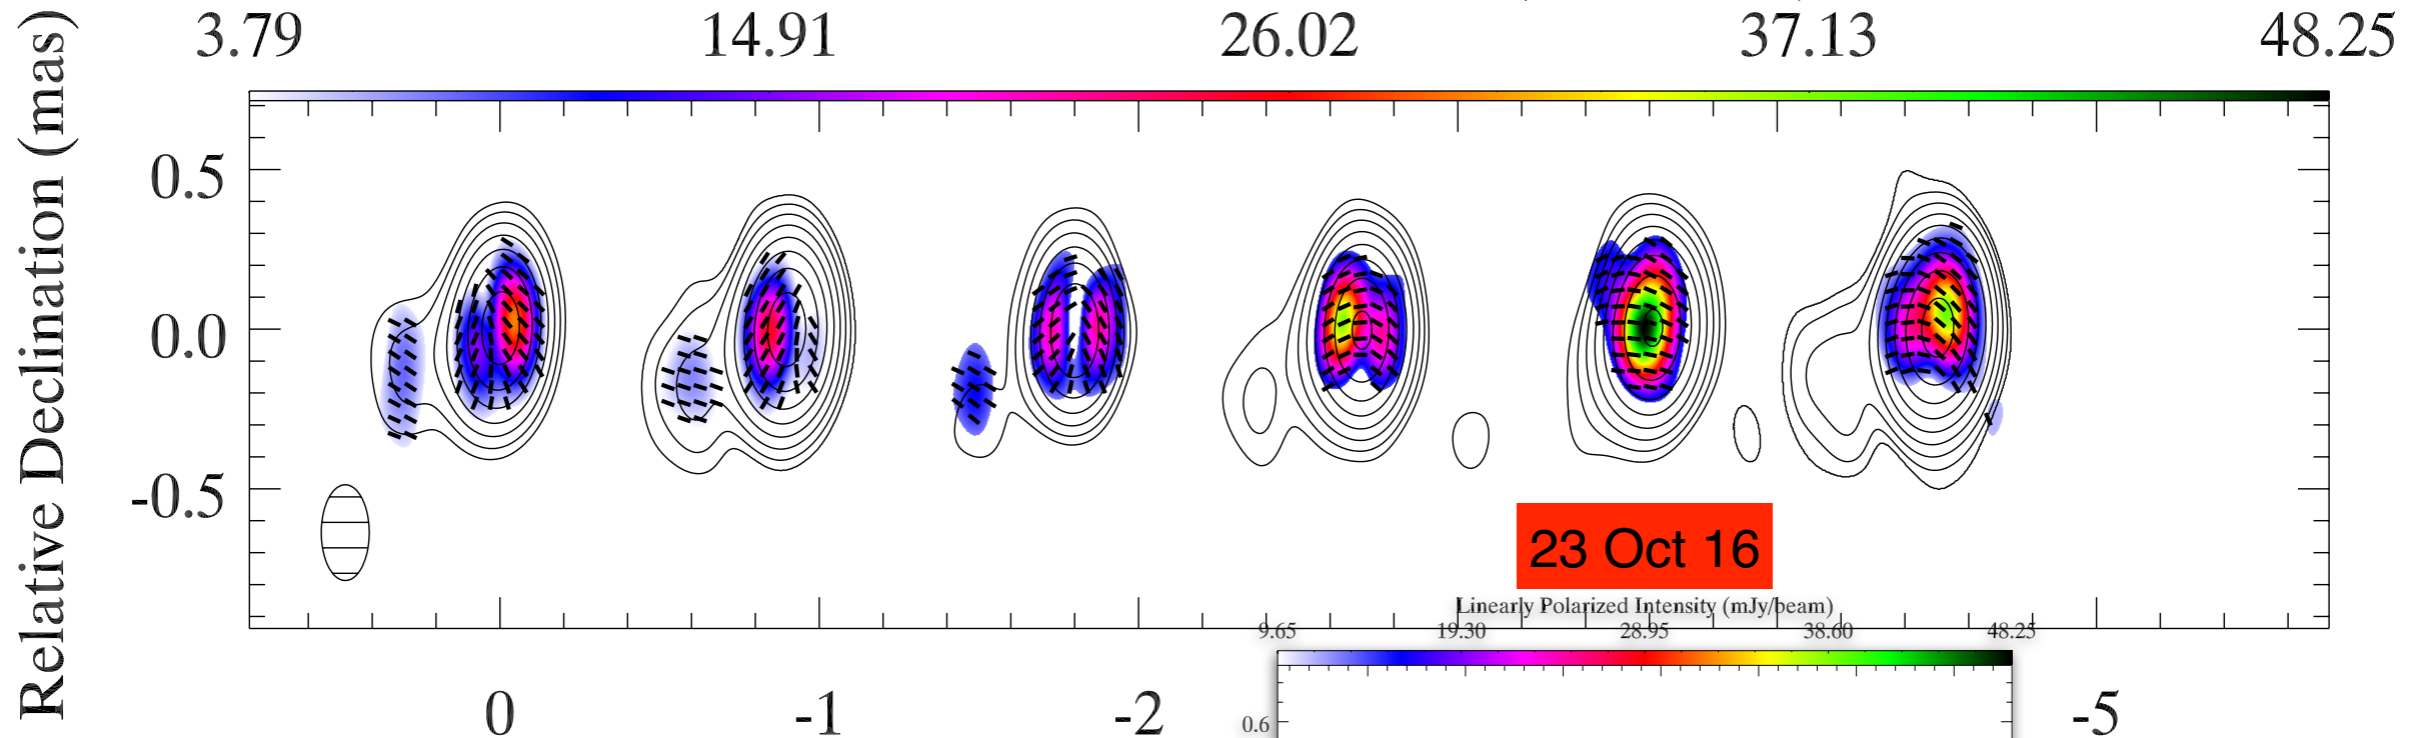 3.79 14.91 26.02 37.13 48.25
Relative Declination (mas)
0.5
0.0
-0.5
23 Oct 16
Linearly Polarized Intensity (mJy/beam)
9.65 19.30 28.95 38.60 48.25
0.6
0 -1 -2 -5